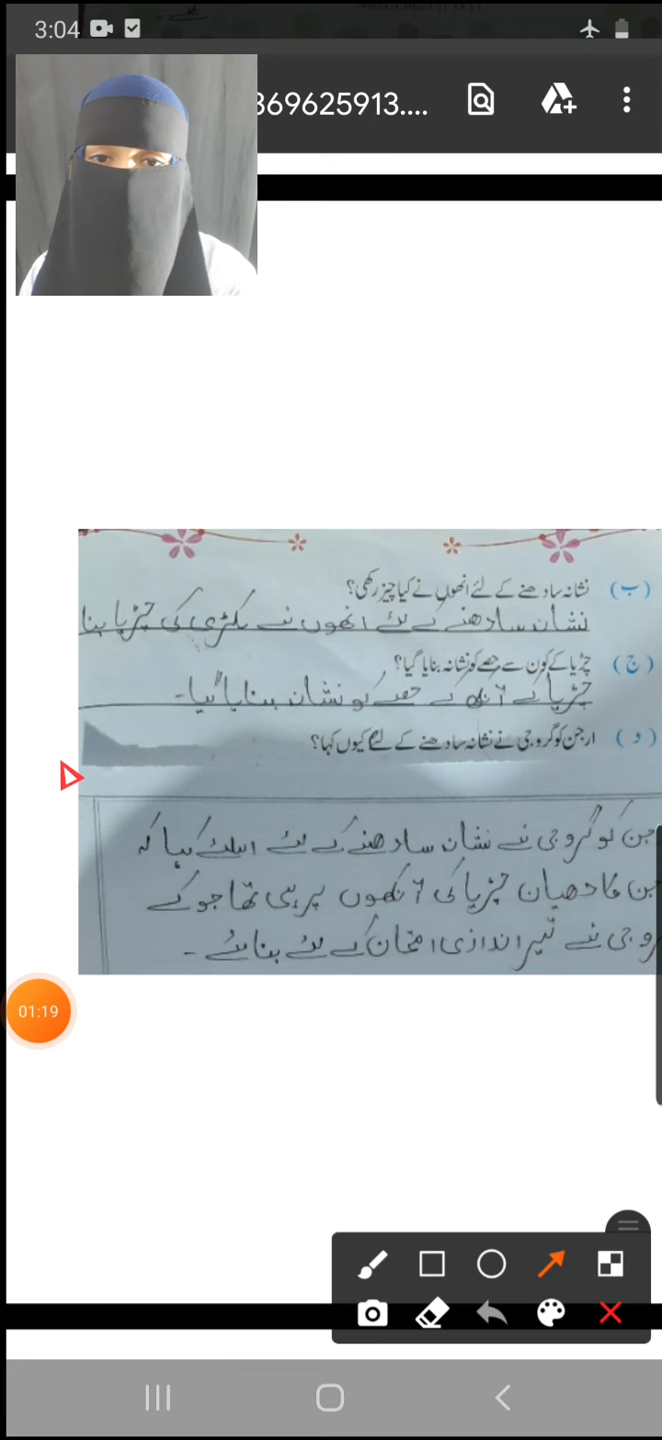 3:04
369625913....
(ب) نشانہ سادھنے کے لئے انھوں نے کیا چیز رکھی؟
نشان سادھنے کے لئے انھوں نے لکڑی کی چڑیا بنا
(ج) چڑیا کے کون سے حصے کو نشانہ بنایا گیا؟
چڑیا کے آنکھ کے حصے کو نشان بنایا گیا۔
(د) ارجن کو گرو جی نے نشانہ سادھنے کے لئے کیوں کہا؟
جن کو گرو جی نے نشان سادھنے کے لئے اسلئے کہا کہ
جن کا دھیان چڑیا کی آنکھوں پر ہی تھا جو کے
رو جی نے تیر اندازی امتحان کے لئے بنائے۔
01:19